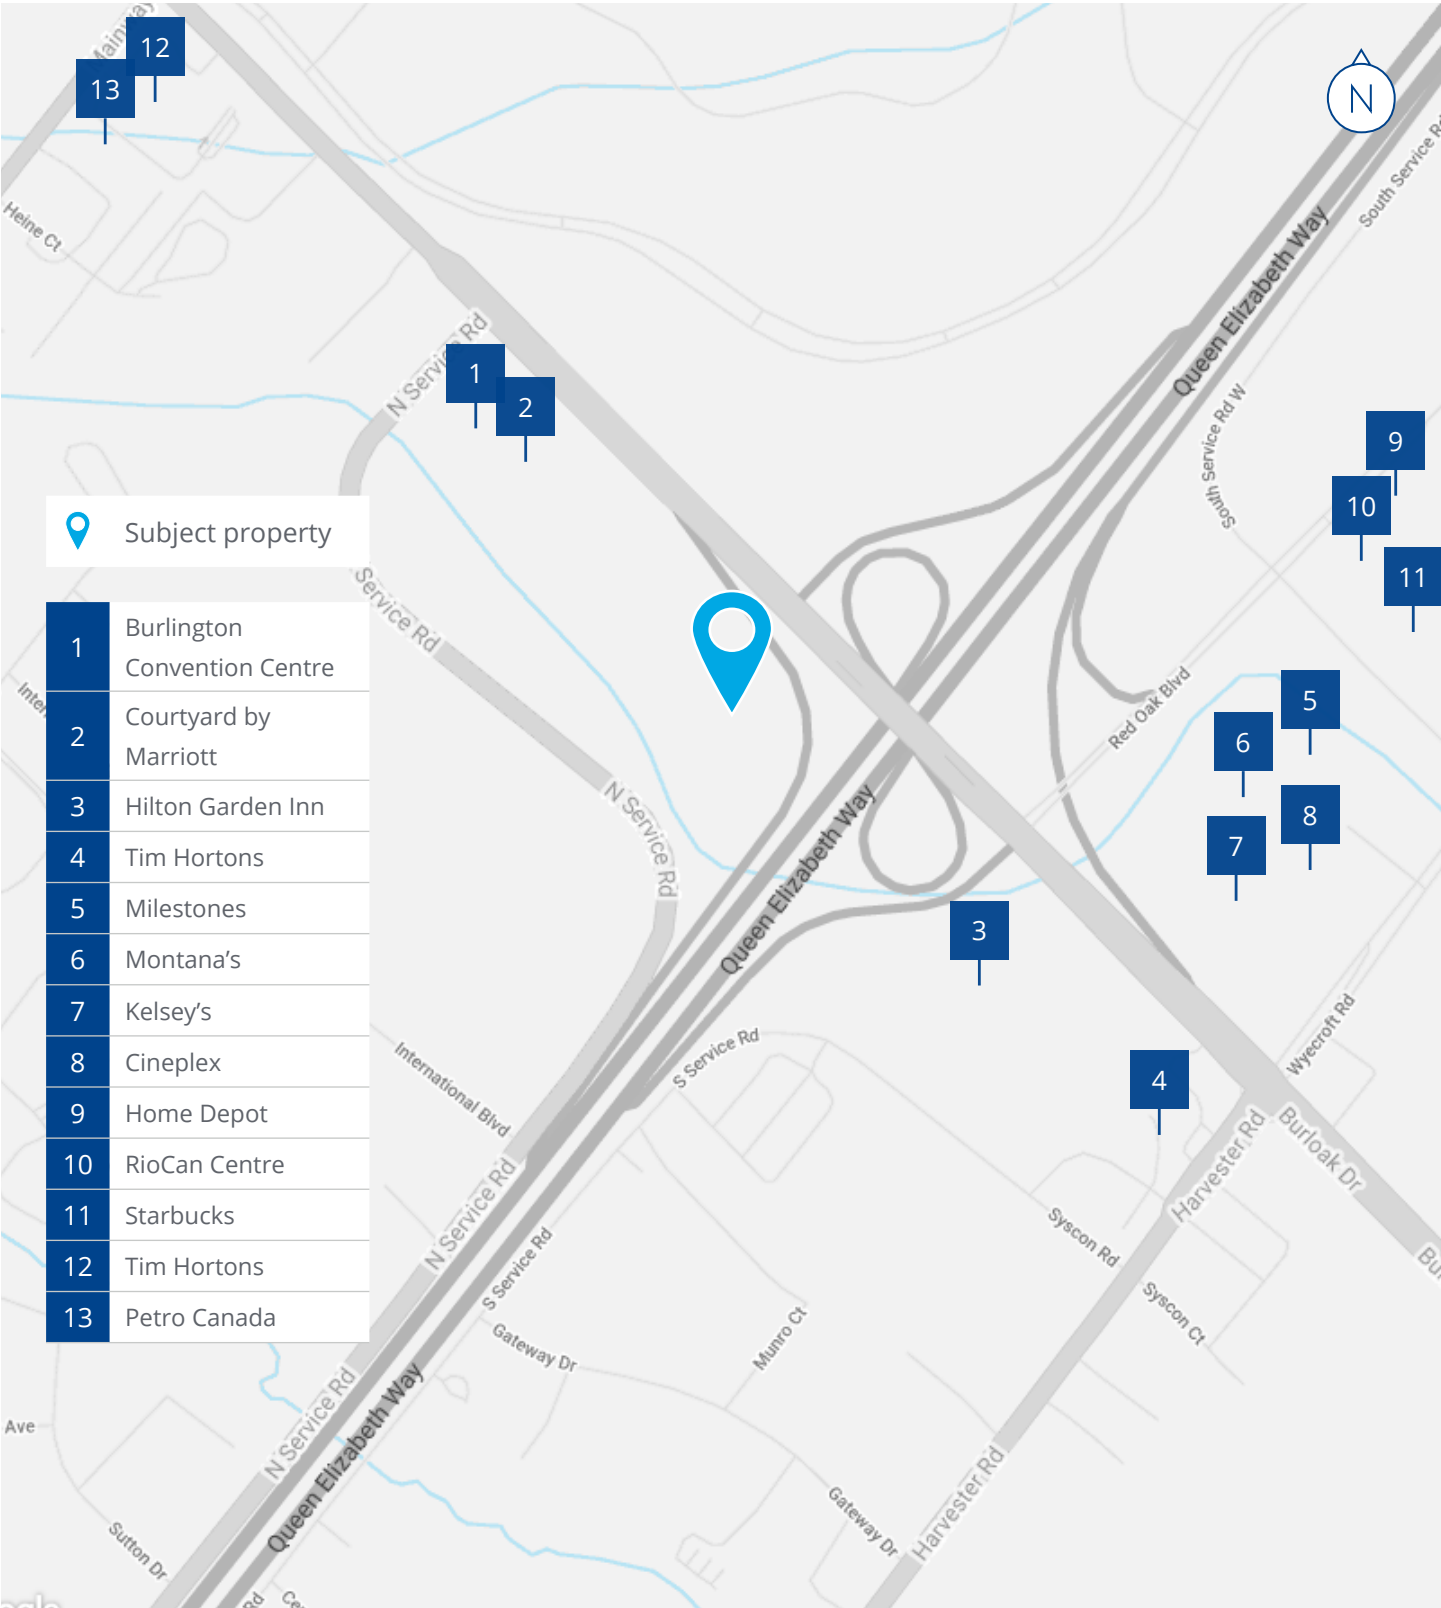 Mainway
12
13
N
South Service Rd
Heine Ct
Queen Elizabeth Way
N Service Rd
1
2
South Service Rd W
9
10
11
Subject property
Service Rd
1 Burlington
Convention Centre
2 Courtyard by
Marriott
3 Hilton Garden Inn
4 Tim Hortons
5 Milestones
6 Montana’s
7 Kelsey’s
8 Cineplex
9 Home Depot
10 RioCan Centre
11 Starbucks
12 Tim Hortons
13 Petro Canada
Red Oak Blvd
5
6
7
8
N Service Rd
Queen Elizabeth Way
3
S Service Rd
Wyecroft Rd
International Blvd
4
Harvester Rd
Burloak Dr
N Service Rd
S Service Rd
Syscon Rd
Syscon Ct
Gateway Dr
Munro Ct
N Service Rd
Queen Elizabeth Way
Ave
Harvester Rd
Gateway Dr
Sutton Dr
Rd